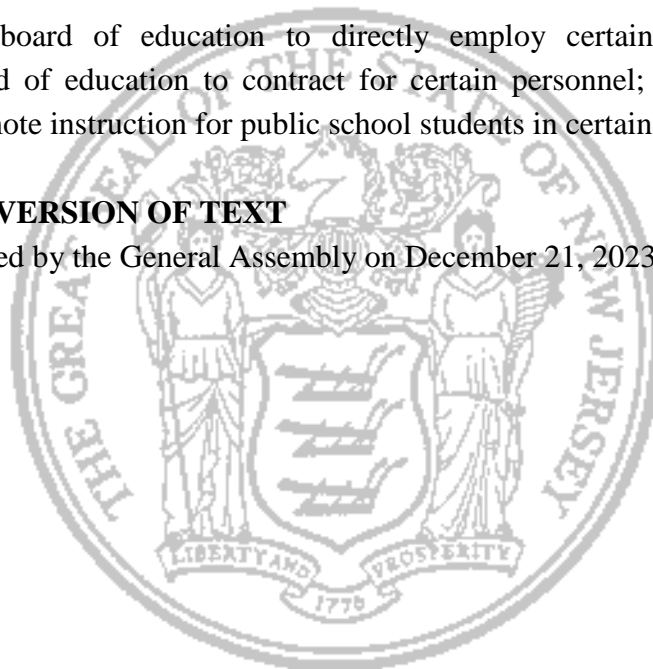 board of education to directly employ certain
d of education to contract for certain personnel;
note instruction for public school students in certain
VERSION OF TEXT
ed by the General Assembly on December 21, 2023
THE GREAT SEAL OF THE STATE OF NEW JERSEY
LIBERTY AND PROSPERITY
1776